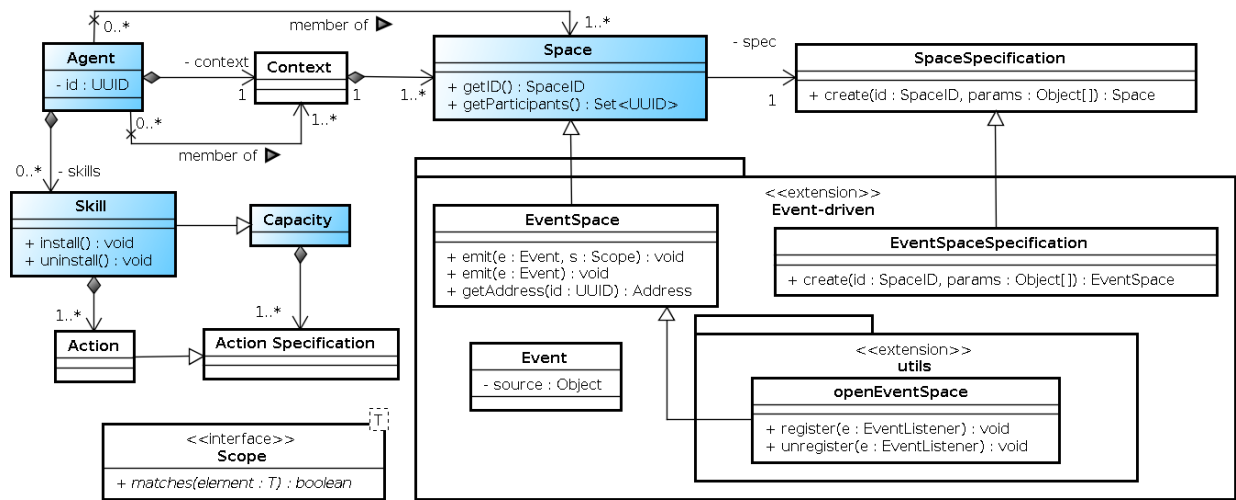 0..*
member of
1..*
Agent
- id : UUID
- context
1
Context
1
1..*
Space
+ getID() : SpaceID
+ getParticipants() : Set<UUID>
- spec
1
SpaceSpecification
+ create(id : SpaceID, params : Object[]) : Space
0..*
1..*
member of
0..*
- skills
Skill
+ install() : void
+ uninstall() : void
Capacity
1..*
1..*
Action
Action Specification
<<extension>>
Event-driven
EventSpace
+ emit(e : Event, s : Scope) : void
+ emit(e : Event) : void
+ getAddress(id : UUID) : Address
EventSpaceSpecification
+ create(id : SpaceID, params : Object[]) : EventSpace
Event
- source : Object
<<extension>>
utils
openEventSpace
+ register(e : EventListener) : void
+ unregister(e : EventListener) : void
T
<<interface>>
Scope
+ matches(element : T) : boolean